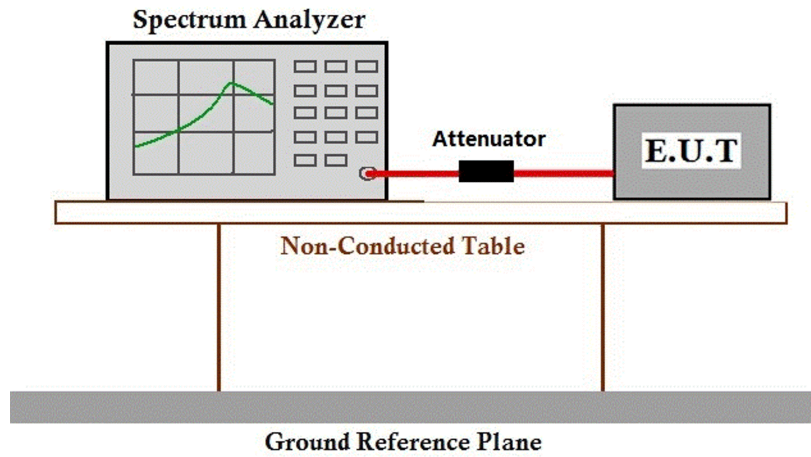 Spectrum Analyzer
Attenuator
E.U.T
Non-Conducted Table
Ground Reference Plane